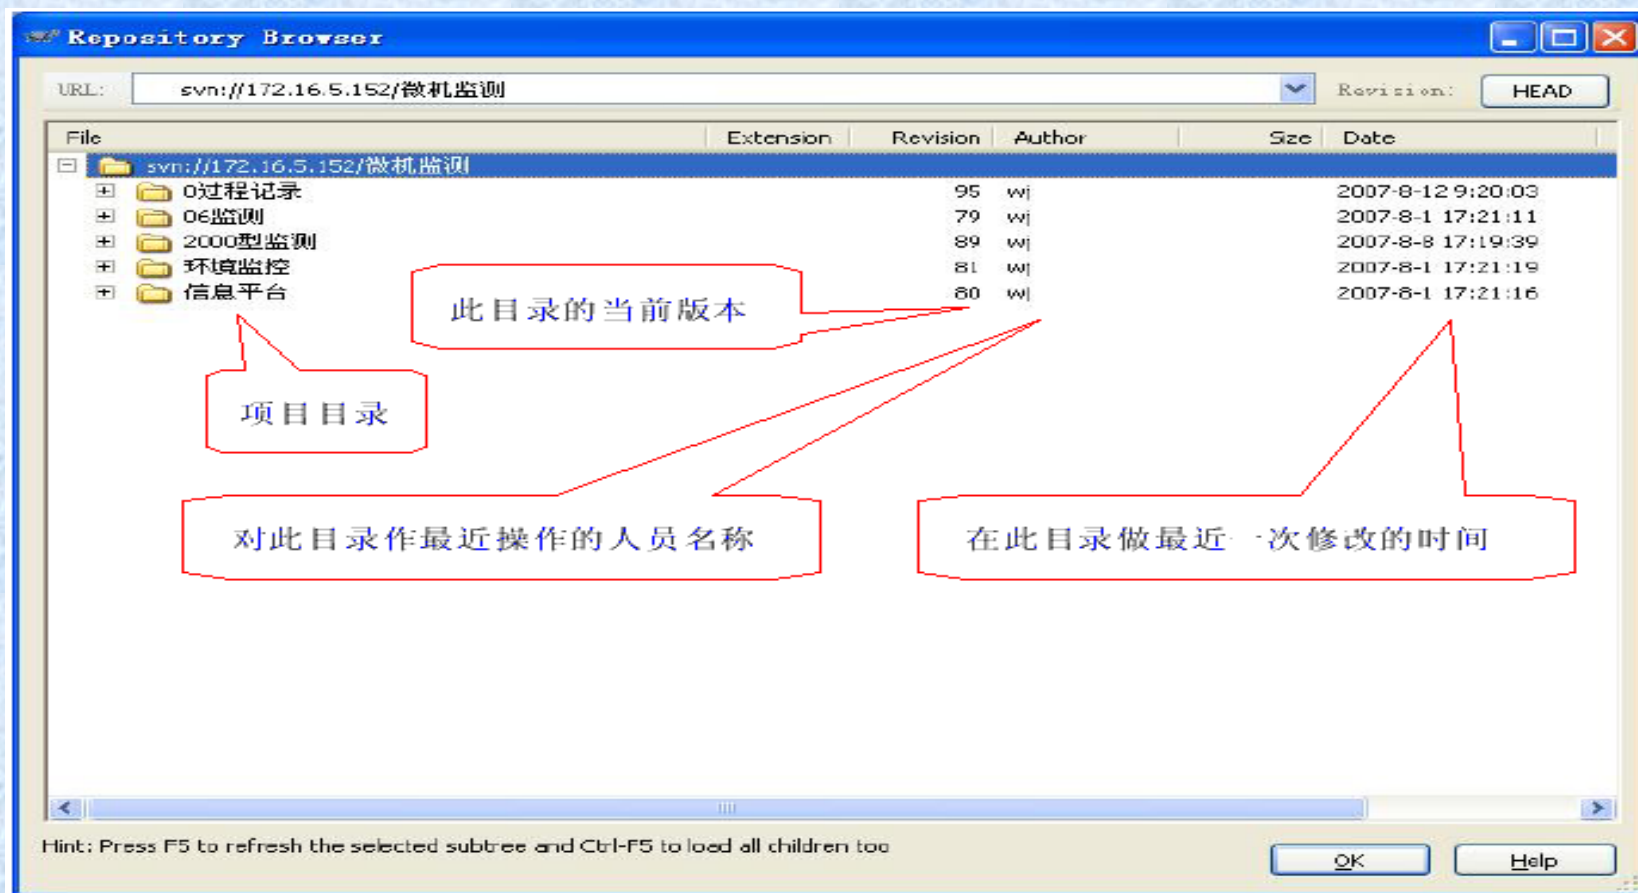 Repository Browser
URL: svn://172.16.5.152/微机监测 Revision: HEAD
File Extension Revision Author Size Date
svn://172.16.5.152/微机监测
0过程记录 95 wj 2007-8-12 9:20:03
06监测 79 wj 2007-8-1 17:21:11
2000型监测 89 wj 2007-8-8 17:19:39
环境监控 81 wj 2007-8-1 17:21:19
信息平台 80 wj 2007-8-1 17:21:16
此目录的当前版本
项目目录
对此目录作最近操作的人员名称
在此目录做最近一次修改的时间
Hint: Press F5 to refresh the selected subtree and Ctrl-F5 to load all children too
OK Help